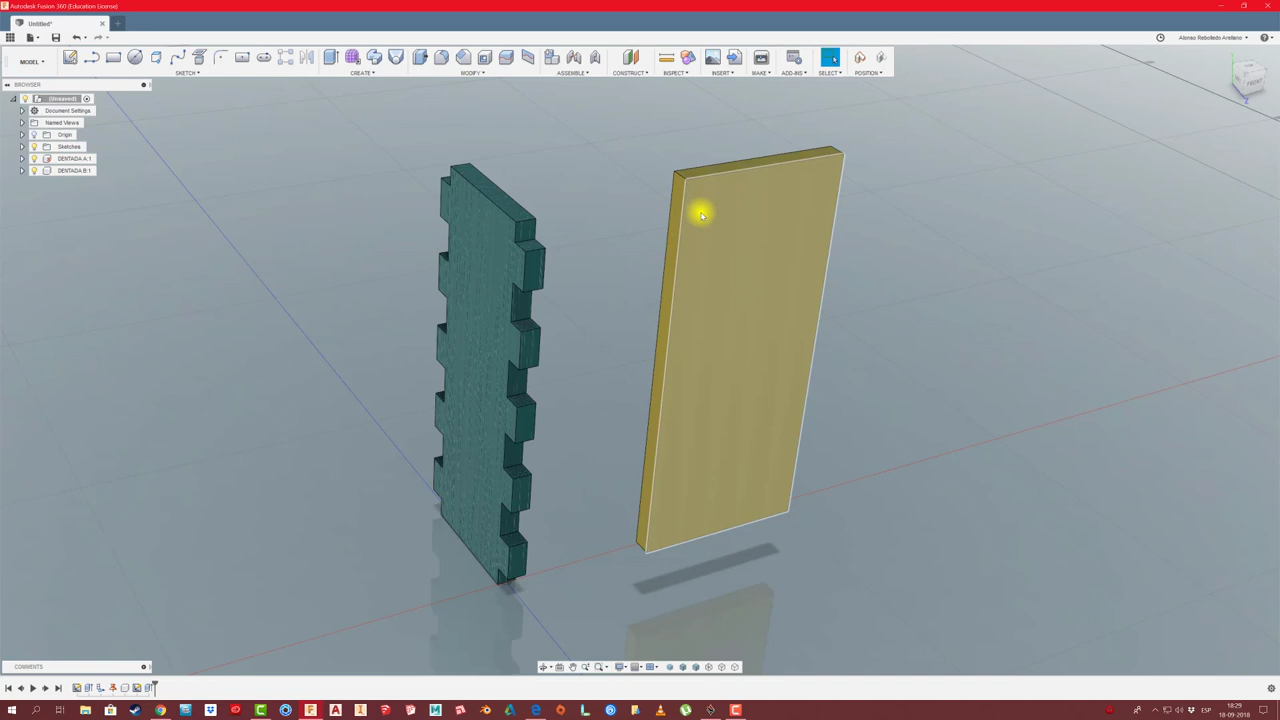 Autodesk Fusion 360 (Education License)
Untitled*
Alonso Rebolledo Arellano
MODEL
SKETCH
CREATE
MODIFY
ASSEMBLE
CONSTRUCT
INSPECT
INSERT
MAKE
ADD-INS
SELECT
POSITION
BROWSER
(Unsaved)
Document Settings
Named Views
Origin
Sketches
DENTADA A:1
DENTADA B:1
FRONT
Z
COMMENTS
ESP
18:29
18-09-2018